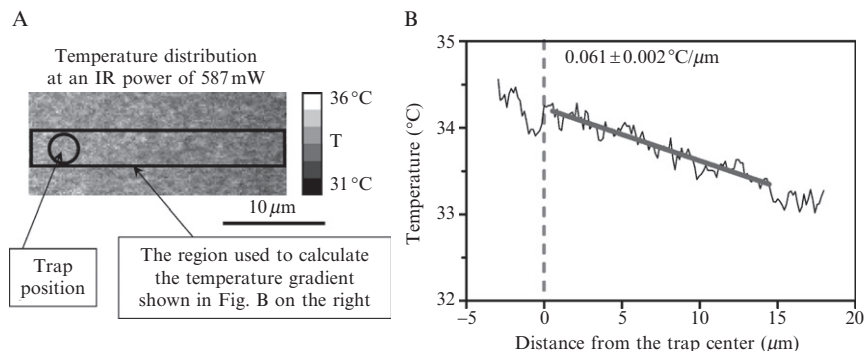 A
Temperature distribution
at an IR power of 587 mW
36 °C
T
31 °C
10 μm
Trap
position
The region used to calculate
the temperature gradient
shown in Fig. B on the right
B
0.061 ± 0.002 °C/μm
Temperature (°C)
35
34
33
32
−5
0
5
10
15
20
Distance from the trap center (μm)